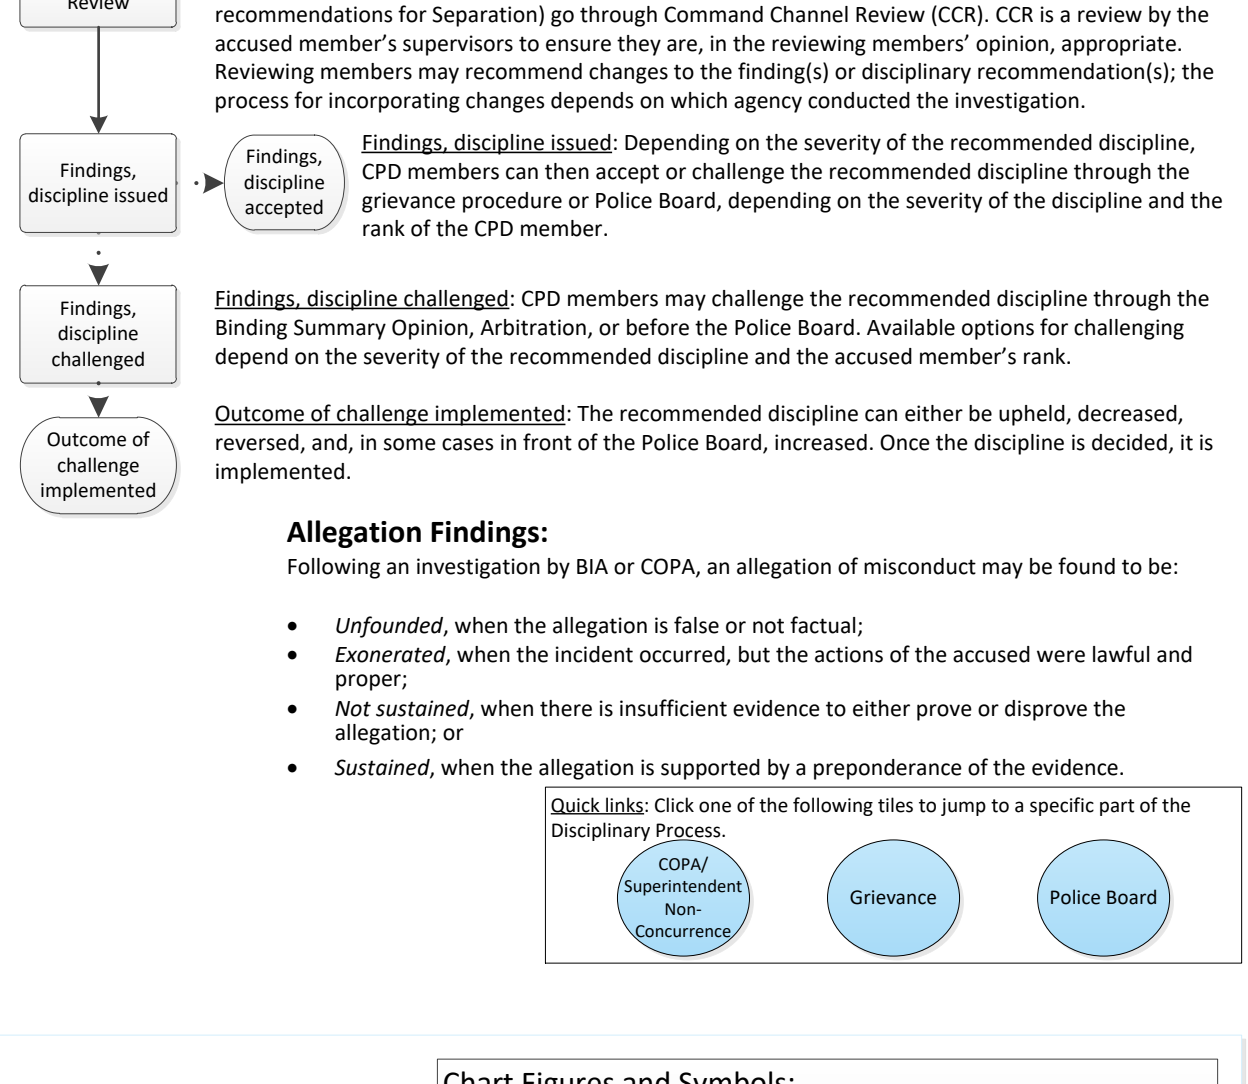 Review
recommendations for Separation) go through Command Channel Review (CCR). CCR is a review by the
accused member's supervisors to ensure they are, in the reviewing members' opinion, appropriate.
Reviewing members may recommend changes to the finding(s) or disciplinary recommendation(s); the
process for incorporating changes depends on which agency conducted the investigation.
Findings,
discipline issued
Findings,
discipline
accepted
Findings, discipline issued: Depending on the severity of the recommended discipline,
CPD members can then accept or challenge the recommended discipline through the
grievance procedure or Police Board, depending on the severity of the discipline and the
rank of the CPD member.
Findings,
discipline
challenged
Findings, discipline challenged: CPD members may challenge the recommended discipline through the
Binding Summary Opinion, Arbitration, or before the Police Board. Available options for challenging
depend on the severity of the recommended discipline and the accused member's rank.
Outcome of
challenge
implemented
Outcome of challenge implemented: The recommended discipline can either be upheld, decreased,
reversed, and, in some cases in front of the Police Board, increased. Once the discipline is decided, it is
implemented.
Allegation Findings:
Following an investigation by BIA or COPA, an allegation of misconduct may be found to be:
• Unfounded, when the allegation is false or not factual;
• Exonerated, when the incident occurred, but the actions of the accused were lawful and
proper;
• Not sustained, when there is insufficient evidence to either prove or disprove the
allegation; or
• Sustained, when the allegation is supported by a preponderance of the evidence.
Quick links: Click one of the following tiles to jump to a specific part of the
Disciplinary Process.
COPA/
Superintendent
Non-
Concurrence
Grievance
Police Board
Chart Figures and Symbols: